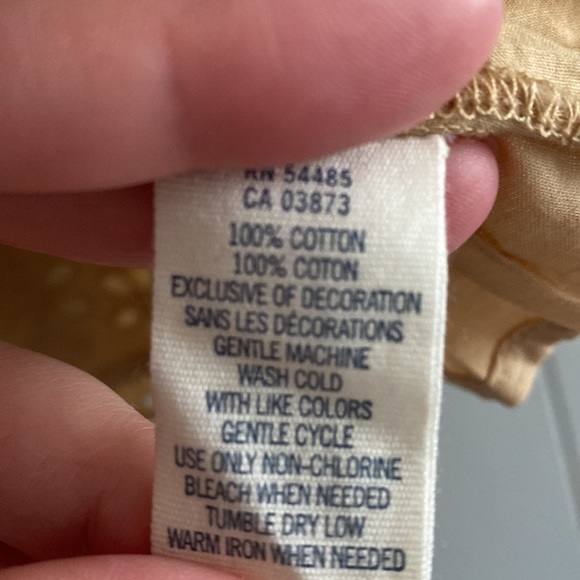 RN 54485
CA 03873
100% COTTON
100% COTON
EXCLUSIVE OF DECORATION
SANS LES DÉCORATIONS
GENTLE MACHINE
WASH COLD
WITH LIKE COLORS
GENTLE CYCLE
USE ONLY NON-CHLORINE
BLEACH WHEN NEEDED
TUMBLE DRY LOW
WARM IRON WHEN NEEDED